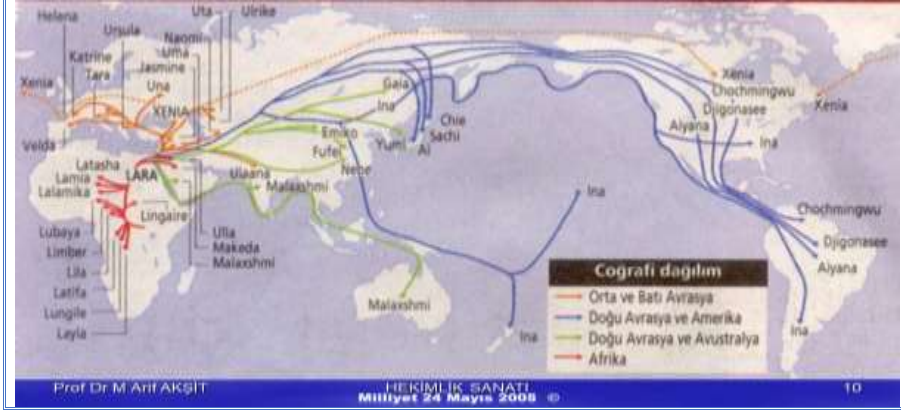 Helena
Uta
Ulrike
Ursula
Naomi
Katrine
Uma
Tara
Jasmine
Xenia
Una
XENIA
Velda
Latasha
Lamia
LARA
Lalamika
Lingaire
Lubaya
Limber
Lila
Latifa
Lungile
Layla
Ulla
Makeda
Malaxshmi
Ulaana
Malaxshmi
Gaia
Ina
Emiko
Fufei
Yumi
Ai
Sachi
Chie
Nene
Malaxshmi
Ina
Ina
Xenia
Chochmingwu
Djigonasee
Xenia
Aiyana
Ina
Chochmingwu
Djigonasee
Aiyana
Ina
Coğrafi dağılım
Orta ve Batı Avrasya
Doğu Avrasya ve Amerika
Doğu Avrasya ve Avustralya
Afrika
Prof Dr M Arif AKŞİT
HEKİMLİK SANATI
10
Milliyet 24 Mayıs 2008 ©